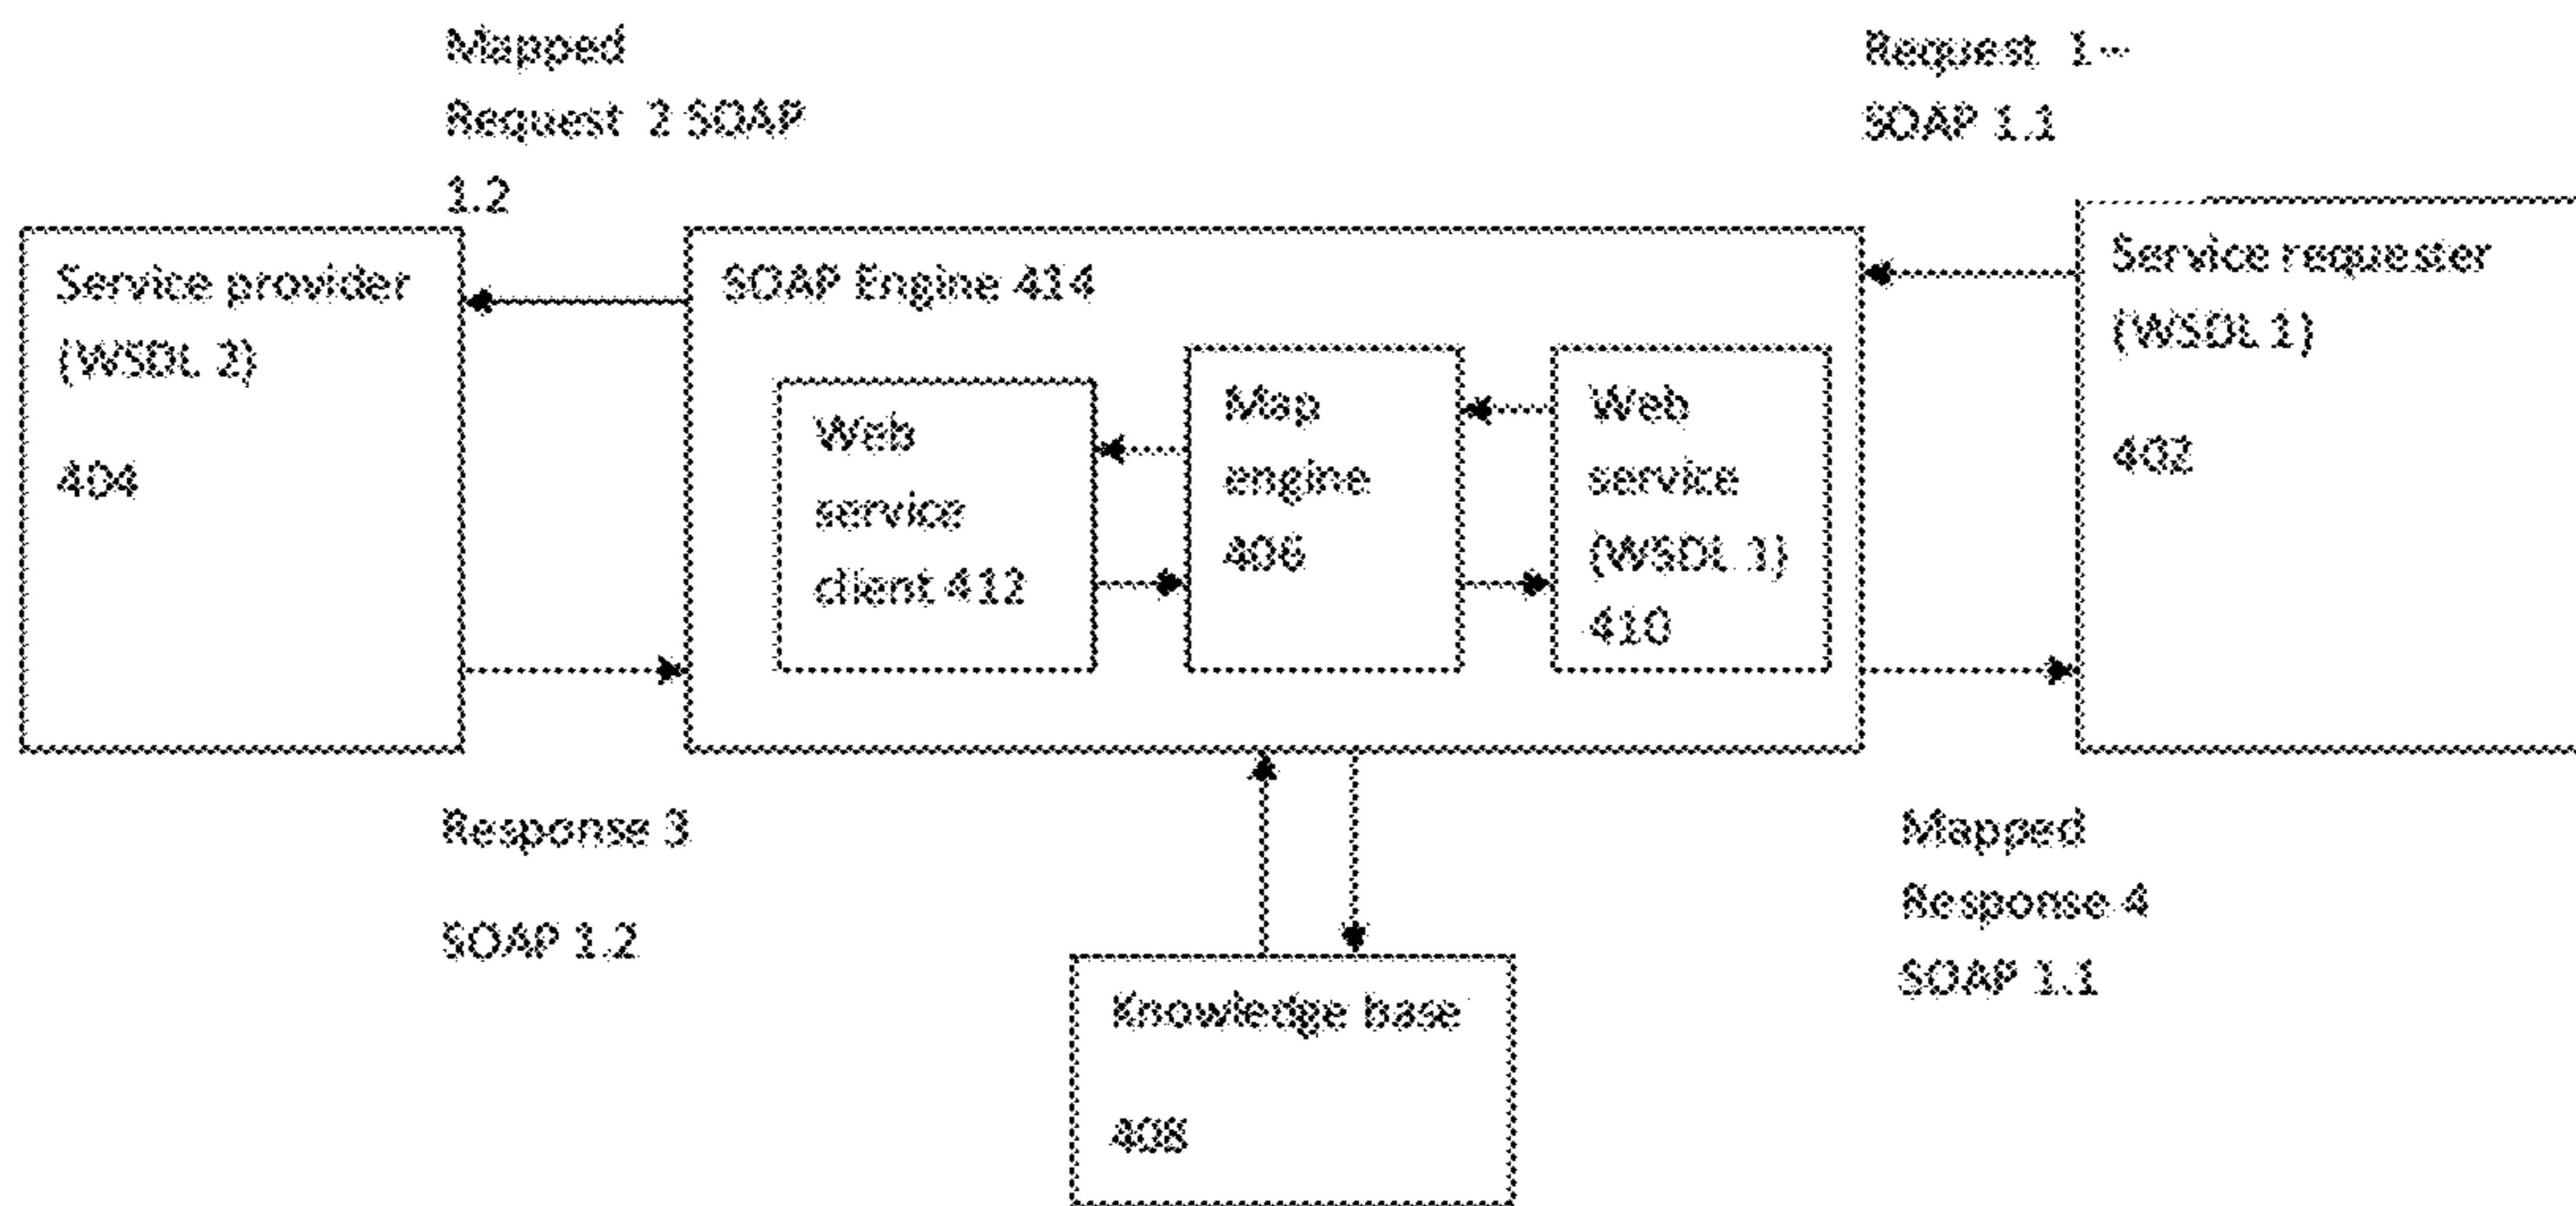 Mapped
Request 2 SOAP
1.2
Request 1--
SOAP 1.1
Service provider
(WSDL 2)
404
SOAP Engine 414
Web
service
client 412
Map
engine
406
Web
service
(WSDL 1)
410
Service requester
(WSDL 1)
402
Response 3
SOAP 1.2
Mapped
Response 4
SOAP 1.1
Knowledge base
408